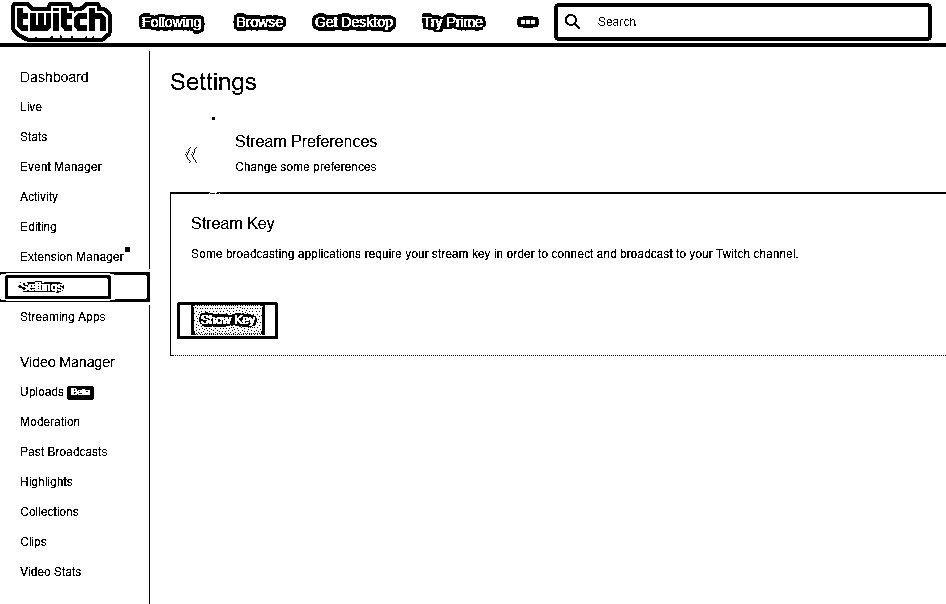 twitch Following Browse Get Desktop Try Prime Search
Dashboard
Live
Stats
Event Manager
Activity
Editing
Extension Manager
Settings
Streaming Apps
Video Manager
Uploads Beta
Moderation
Past Broadcasts
Highlights
Collections
Clips
Video Stats
Settings
Stream Preferences
Change some preferences
Stream Key
Some broadcasting applications require your stream key in order to connect and broadcast to your Twitch channel.
Show Key